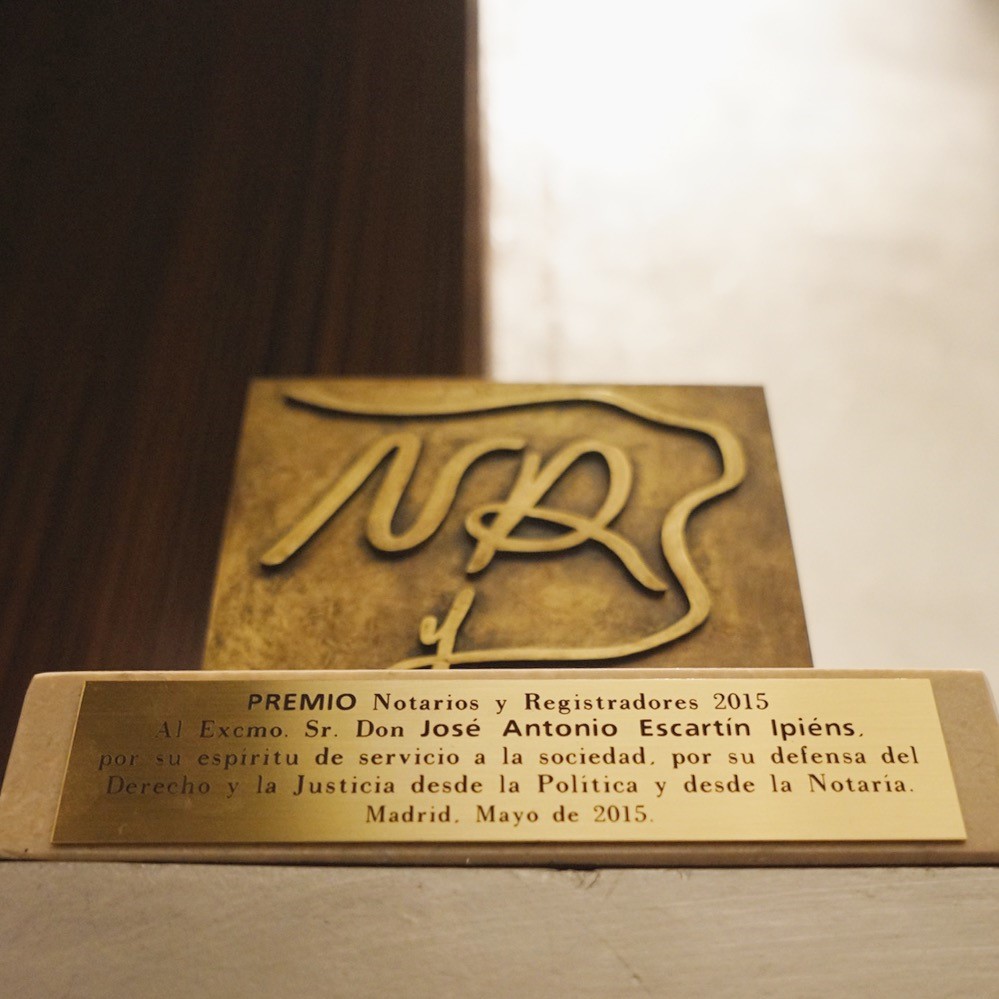 N y R
PREMIO Notarios y Registradores 2015
Al Excmo. Sr. Don José Antonio Escartín Ipiéns,
por su espíritu de servicio a la sociedad, por su defensa del
Derecho y la Justicia desde la Política y desde la Notaría.
Madrid, Mayo de 2015.